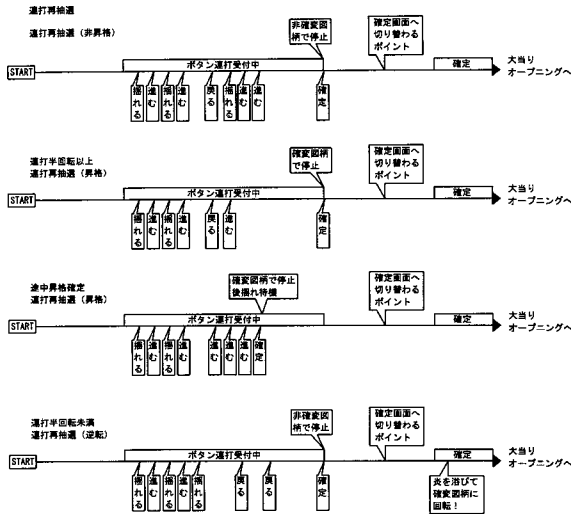 連打再抽選
連打再抽選(非昇格)
非確変図
柄で停止
確定画面へ
切り替わる
ポイント
ボタン連打受付中
確定
大当り
オープニングへ
START
揺れる
進む
揺れる
進む
戻る
揺れる
進む
進む
確定
連打半回転以上
連打再抽選(昇格)
確変図柄
で停止
確定画面へ
切り替わる
ポイント
ボタン連打受付中
確定
大当り
オープニングへ
START
揺れる
進む
揺れる
進む
戻る
進む
確定
途中昇格確定
連打再抽選(昇格)
確変図柄で停止
後揺れ待機
確定画面へ
切り替わる
ポイント
ボタン連打受付中
確定
大当り
オープニングへ
START
揺れる
進む
揺れる
進む
進む
進む
進む
確定
連打半回転未満
連打再抽選(逆転)
非確変図
柄で停止
確定画面へ
切り替わる
ポイント
ボタン連打受付中
確定
大当り
オープニングへ
START
揺れる
進む
揺れる
進む
揺れる
戻る
戻る
確定
炎を浴びて
確変図柄に
回転!